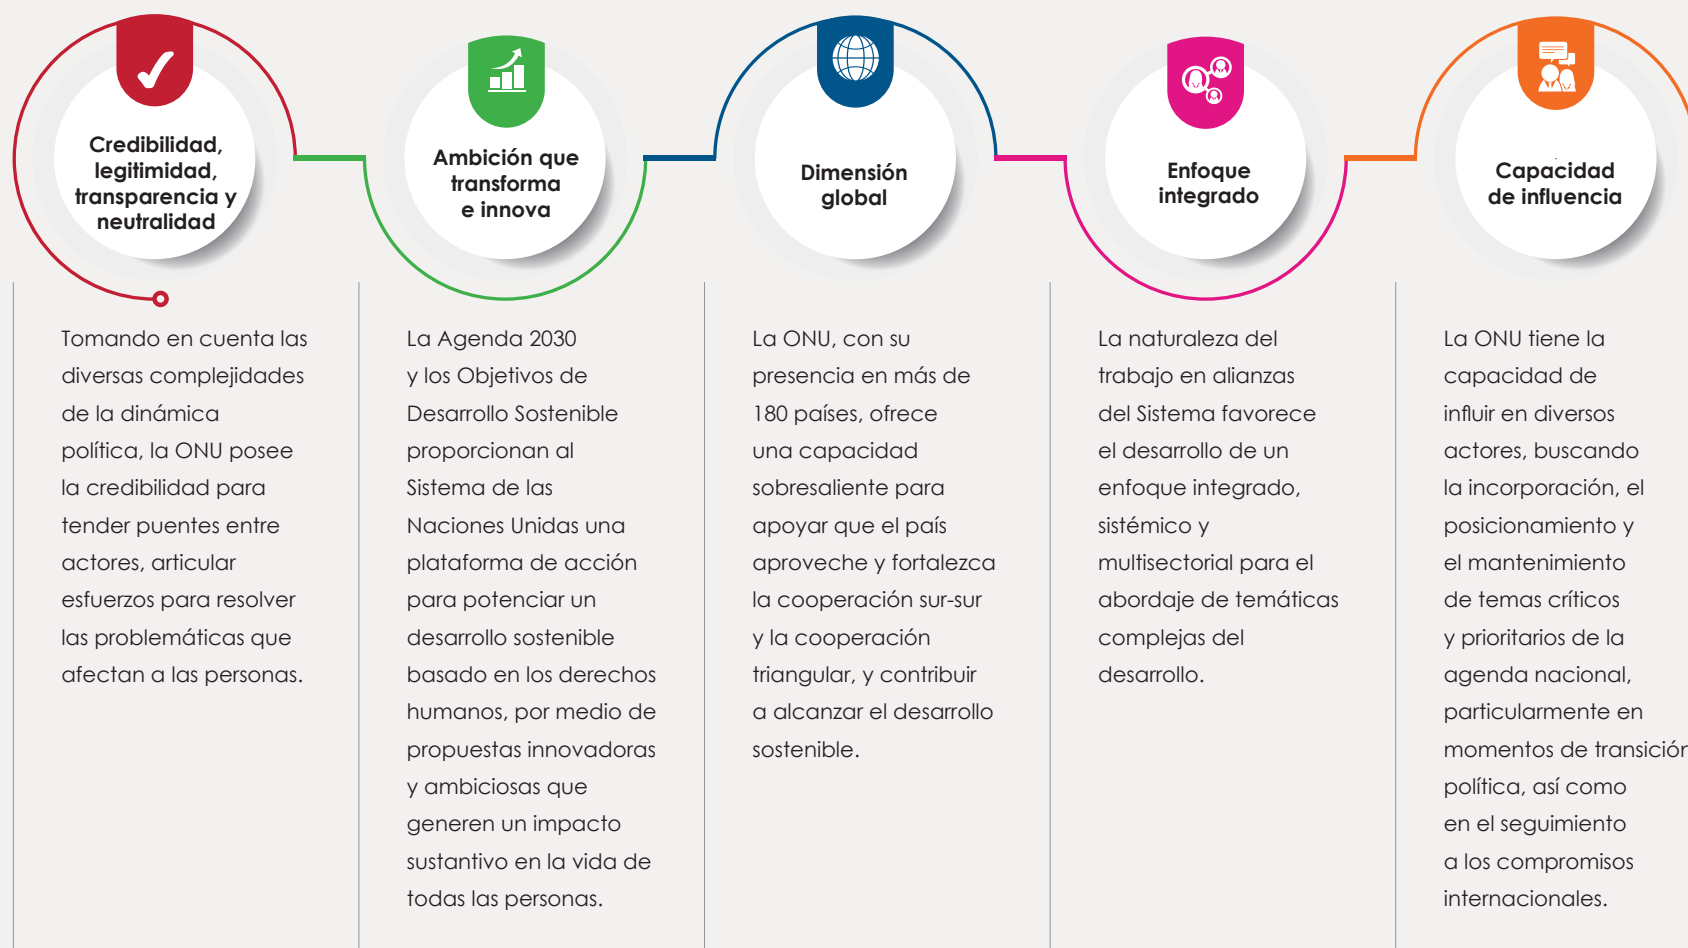 Credibilidad,
legitimidad,
transparencia y
neutralidad
Tomando en cuenta las
diversas complejidades
de la dinámica
política, la ONU posee
la credibilidad para
tender puentes entre
actores, articular
esfuerzos para resolver
las problemáticas que
afectan a las personas.
Ambición que
transforma
e innova
La Agenda 2030
y los Objetivos de
Desarrollo Sostenible
proporcionan al
Sistema de las
Naciones Unidas una
plataforma de acción
para potenciar un
desarrollo sostenible
basado en los derechos
humanos, por medio de
propuestas innovadoras
y ambiciosas que
generen un impacto
sustantivo en la vida de
todas las personas.
Dimensión
global
La ONU, con su
presencia en más de
180 países, ofrece
una capacidad
sobresaliente para
apoyar que el país
aproveche y fortalezca
la cooperación sur-sur
y la cooperación
triangular, y contribuir
a alcanzar el desarrollo
sostenible.
Enfoque
integrado
La naturaleza del
trabajo en alianzas
del Sistema favorece
el desarrollo de un
enfoque integrado,
sistémico y
multisectorial para el
abordaje de temáticas
complejas del
desarrollo.
Capacidad
de influencia
La ONU tiene la
capacidad de
influir en diversos
actores, buscando
la incorporación, el
posicionamiento y
el mantenimiento
de temas críticos
y prioritarios de la
agenda nacional,
particularmente en
momentos de transición
política, así como
en el seguimiento
a los compromisos
internacionales.